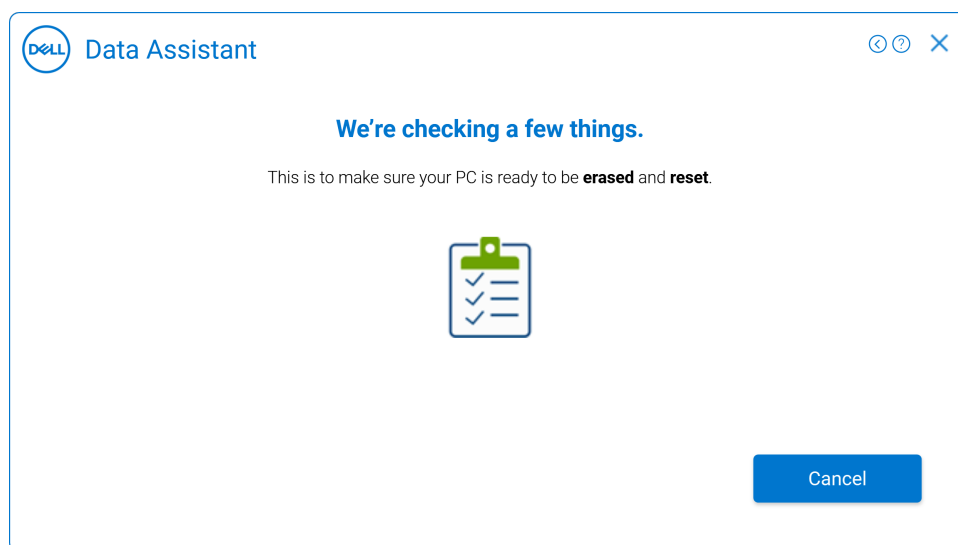 DELL Data Assistant
We're checking a few things.
This is to make sure your PC is ready to be erased and reset.
Cancel